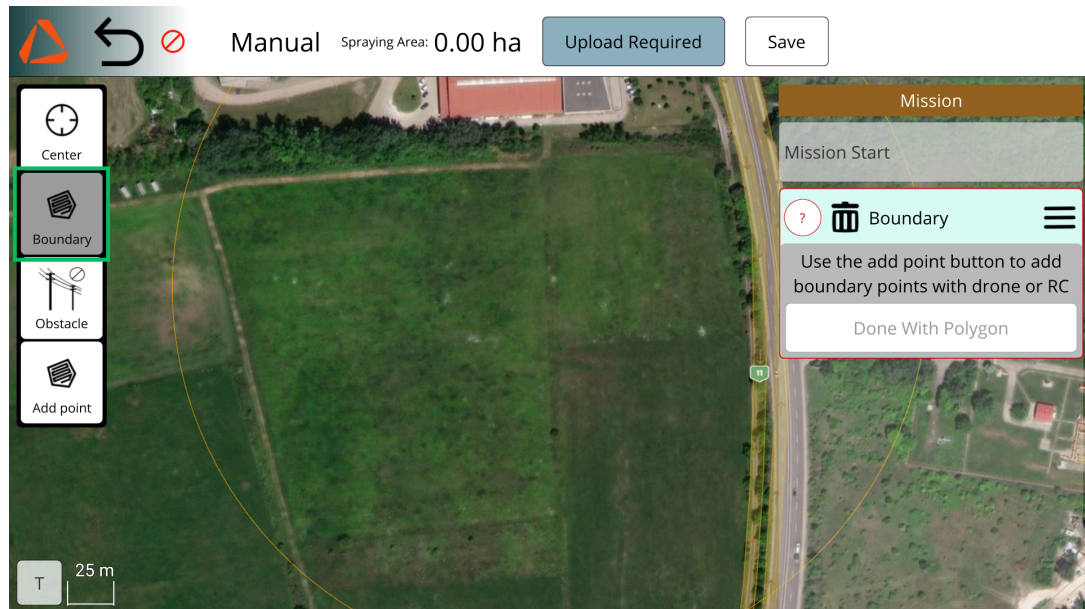 Manual Spraying Area: 0.00 ha Upload Required Save
Center
Boundary
Obstacle
Add point
T
25 m
11
Mission
Mission Start
? Boundary
Use the add point button to add
boundary points with drone or RC
Done With Polygon